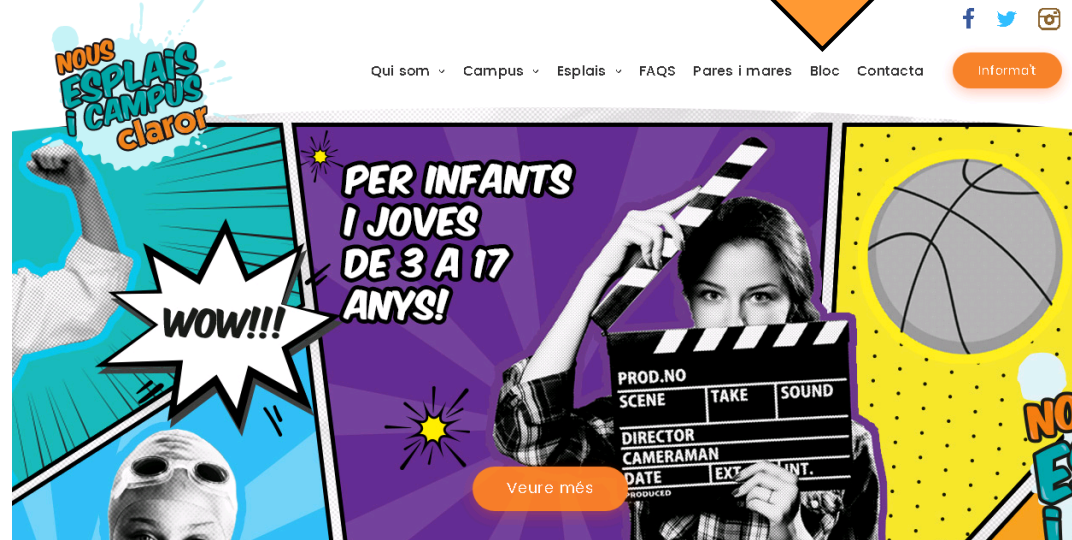 NOUS
ESPLAIS
i CAMPUS
claror
Qui som
Campus
Esplais
FAQS
Pares i mares
Bloc
Contacta
Informa't
PER INFANTS
I JOVES
DE 3 A 17
ANYS!
WOW!!!
PROD.NO
SCENE TAKE SOUND
DIRECTOR
CAMERAMAN
DATE EXT. INT.
PRODUCED
Veure més